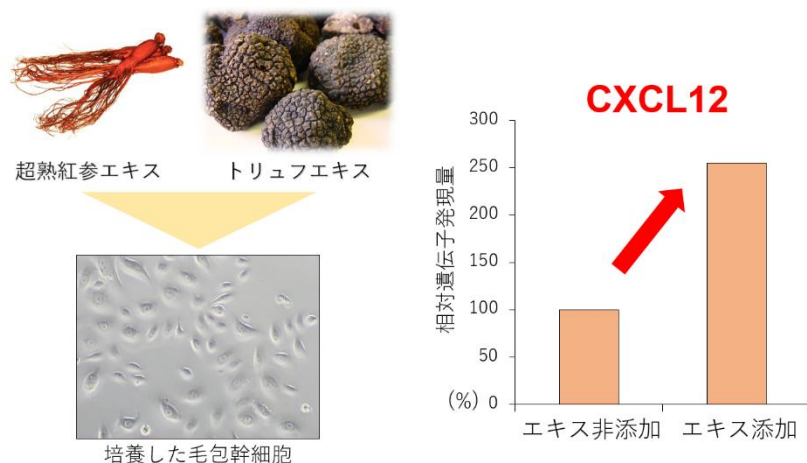 超熟紅参エキス
トリュフエキス
培養した毛包幹細胞
CXCL12
相対遺伝子発現量
300
250
200
150
100
50
(%) 0
エキス非添加
エキス添加